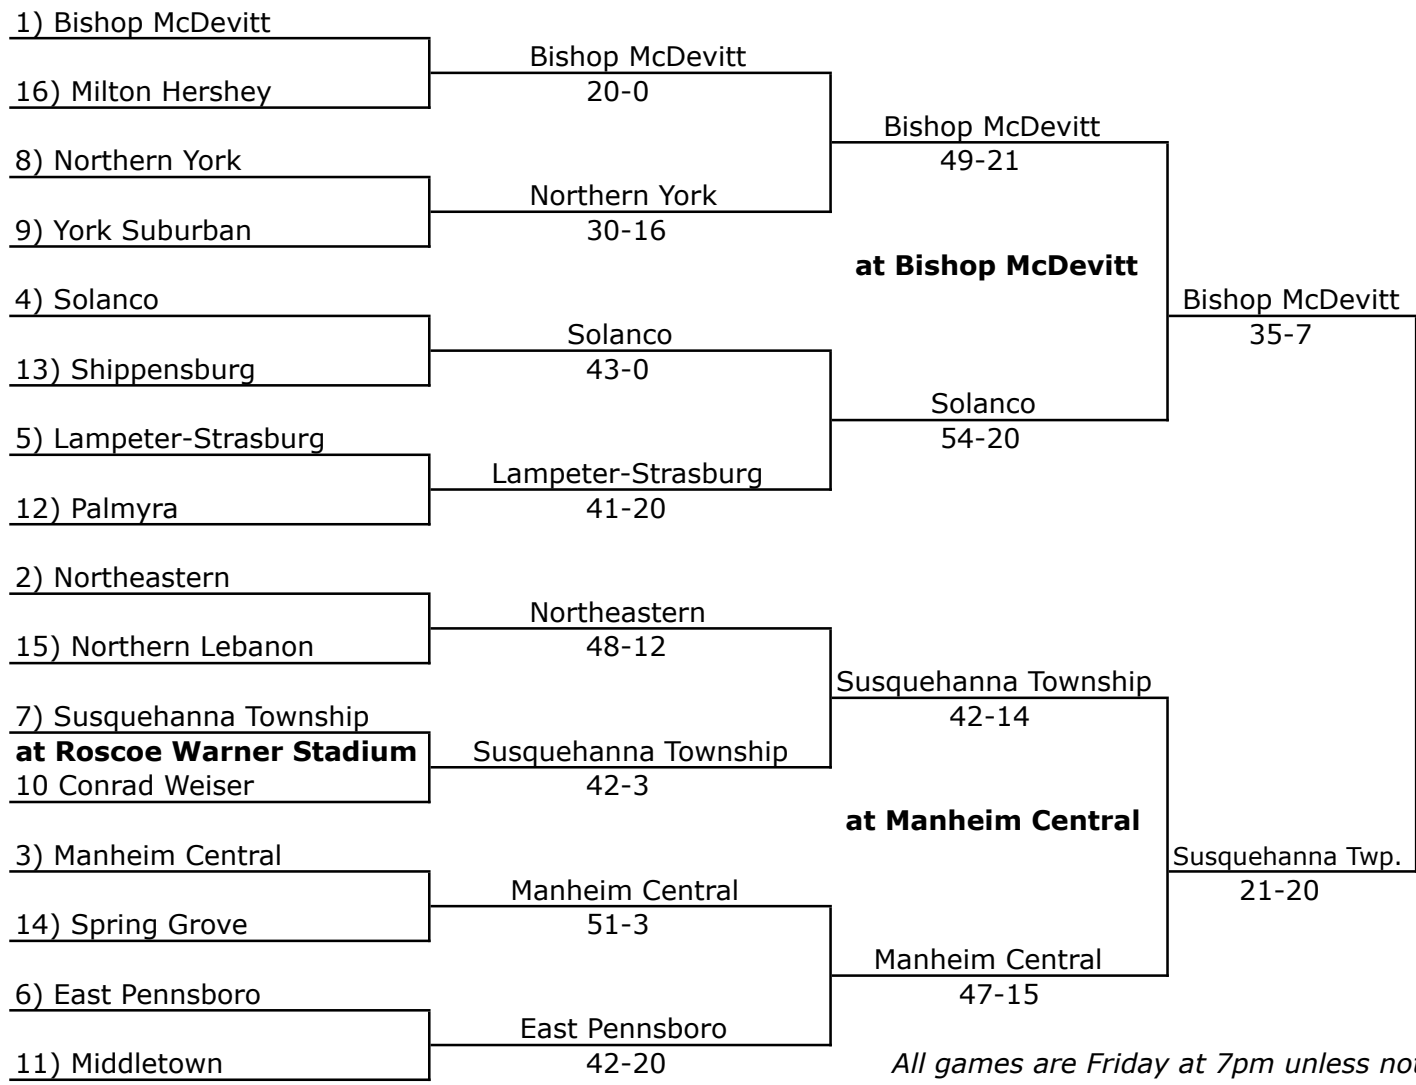 1) Bishop McDevitt
16) Milton Hershey
8) Northern York
9) York Suburban
4) Solanco
13) Shippensburg
5) Lampeter-Strasburg
12) Palmyra
2) Northeastern
15) Northern Lebanon
7) Susquehanna Township
at Roscoe Warner Stadium
10 Conrad Weiser
3) Manheim Central
14) Spring Grove
6) East Pennsboro
11) Middletown
Bishop McDevitt
20-0
Northern York
30-16
Solanco
43-0
Lampeter-Strasburg
41-20
Northeastern
48-12
Susquehanna Township
42-3
Manheim Central
51-3
East Pennsboro
42-20
Bishop McDevitt
49-21
at Bishop McDevitt
Solanco
54-20
Susquehanna Township
42-14
at Manheim Central
Manheim Central
47-15
Bishop McDevitt
35-7
Susquehanna Twp.
21-20
All games are Friday at 7pm unless